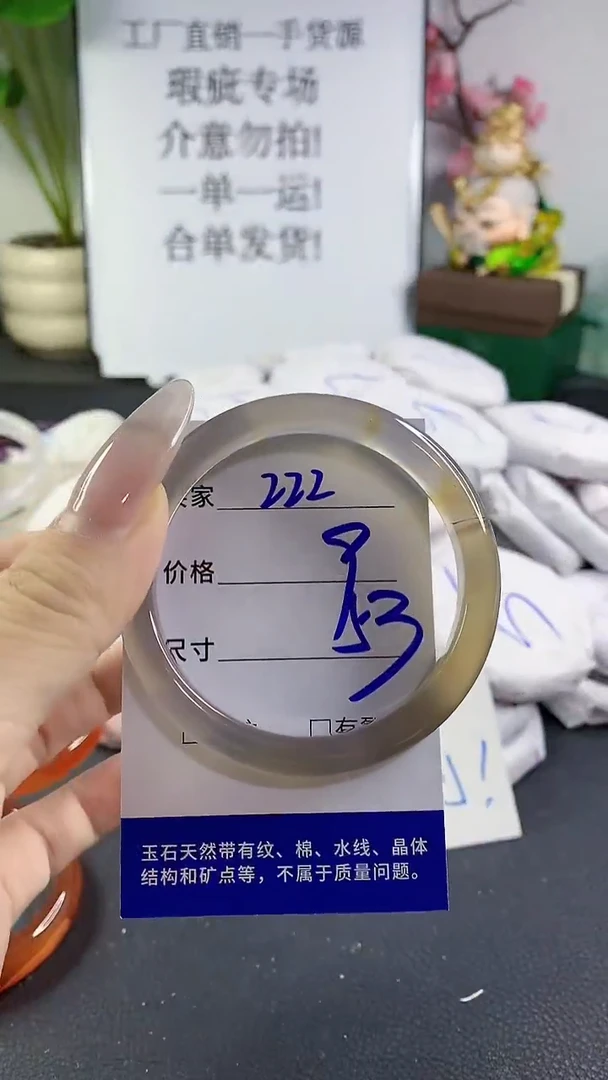 工厂直销一手货源
瑕疵专场
介意勿拍!
一单一运!
合单发货!
家 222
价格
尺寸
玉石天然带有纹、棉、水线、晶体
结构和矿点等，不属于质量问题。